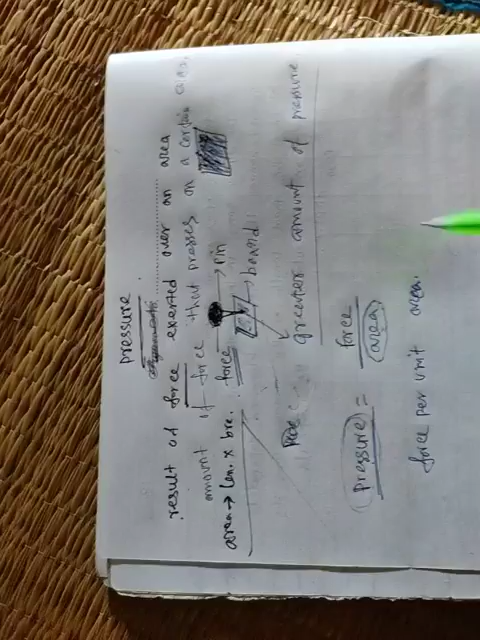 pressure
result of force exerted over an area
amount of force that presses on a certain area.
area → len. x bre. force → pin
→ board
greater amount of pressure
pressure = force
area
force per unit area.